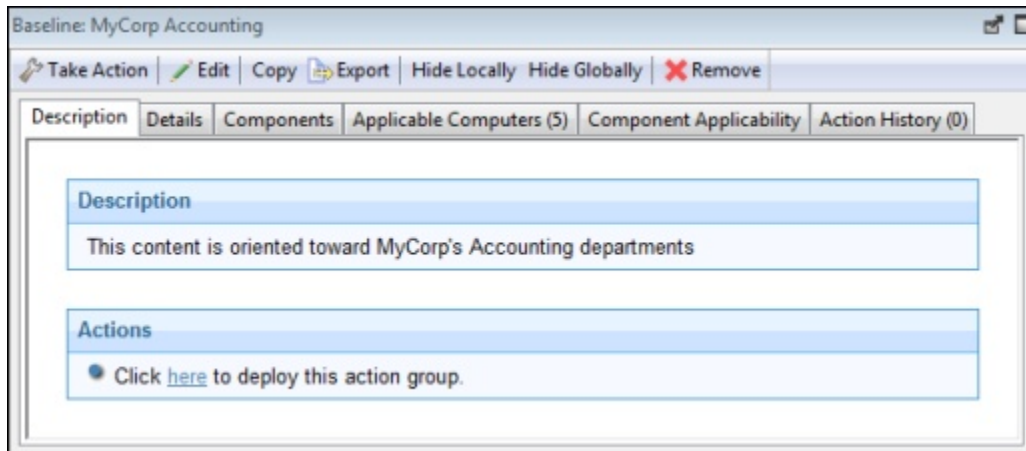 Baseline: MyCorp Accounting
Take Action Edit Copy Export Hide Locally Hide Globally Remove
Description Details Components Applicable Computers (5) Component Applicability Action History (0)
Description
This content is oriented toward MyCorp's Accounting departments
Actions
Click here to deploy this action group.